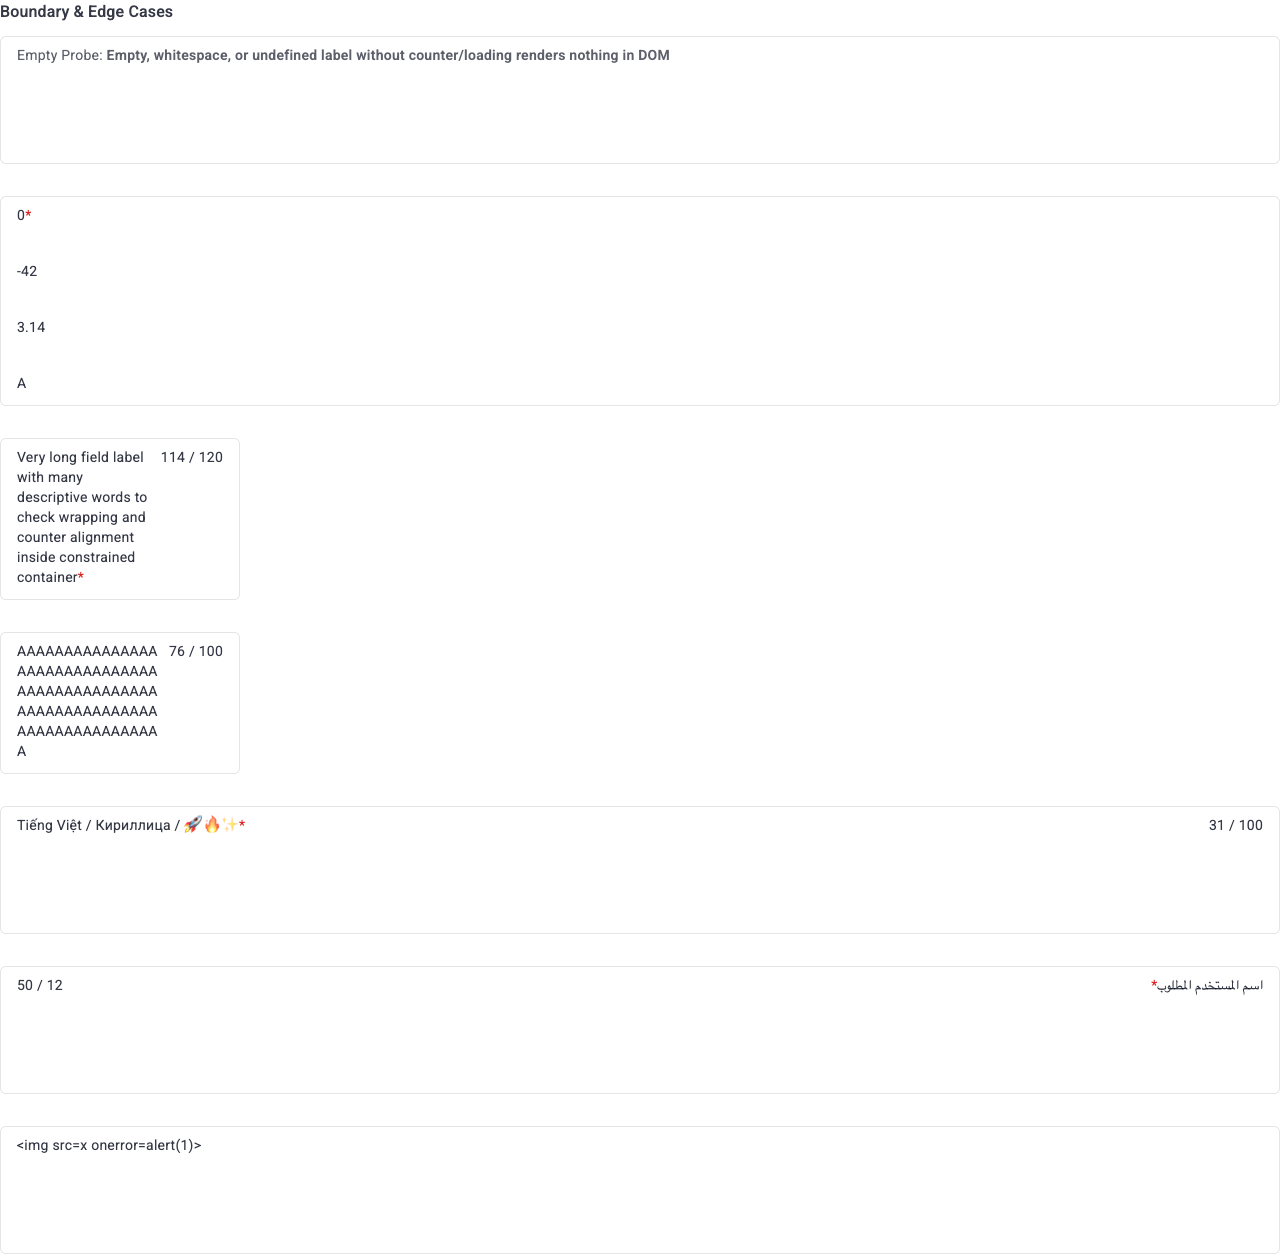 Boundary & Edge Cases
Empty Probe: Empty, whitespace, or undefined label without counter/loading renders nothing in DOM
0*
-42
3.14
A
Very long field label 114 / 120
with many
descriptive words to
check wrapping and
counter alignment
inside constrained
container*
AAAAAAAAAAAAAAA 76 / 100
AAAAAAAAAAAAAAA
AAAAAAAAAAAAAAA
AAAAAAAAAAAAAAA
AAAAAAAAAAAAAAA
A
Tiếng Việt / Кириллица / 🚀🔥✨* 31 / 100
اسم المستخدم المطلوب* 50 / 12
<img src=x onerror=alert(1)>